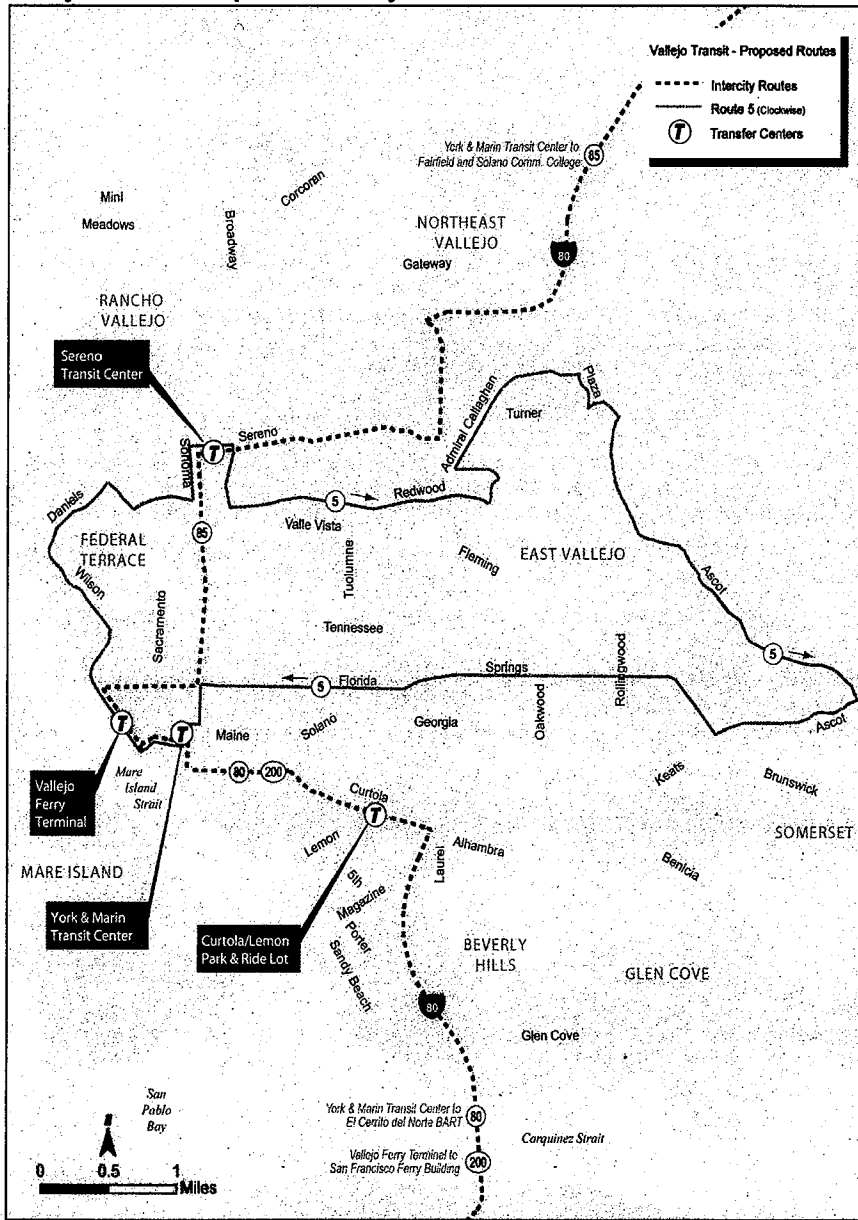 Vallejo Transit - Proposed Routes
Intercity Routes
Route 5 (Clockwise)
T Transfer Centers
York & Marin Transit Center to
Fairfield and Solano Comm. College
85
Corcoran
Mini
Meadows
Broadway
NORTHEAST
VALLEJO
80
Gateway
RANCHO
VALLEJO
Sereno
Transit Center
Plaza
Admiral Callaghan
Turner
Sonoma
T
Sereno
Daniels
Redwood
5
Valle Vista
85
FEDERAL
TERRACE
Fleming
EAST VALLEJO
Tuolumne
Wilson
Sacramento
Ascot
Tennessee
Rollingwood
5
Springs
Florida
5
Oakwood
T
T
Maine
Solano
Georgia
Ascot
Mare
Island
Strait
80
200
Keats
Brunswick
Vallejo
Ferry
Terminal
Curtola
T
SOMERSET
Lemon
Alhambra
Laurel
Benicia
MARE ISLAND
5th
Magazine
Porter
Sandy Beach
York & Marin
Transit Center
Curtola/Lemon
Park & Ride Lot
BEVERLY
HILLS
GLEN COVE
80
Glen Cove
San
Pablo
Bay
York & Marin Transit Center to
El Cerrito del Norte BART
80
Carquinez Strait
Vallejo Ferry Terminal to
San Francisco Ferry Building
200
0 0.5 1
Miles